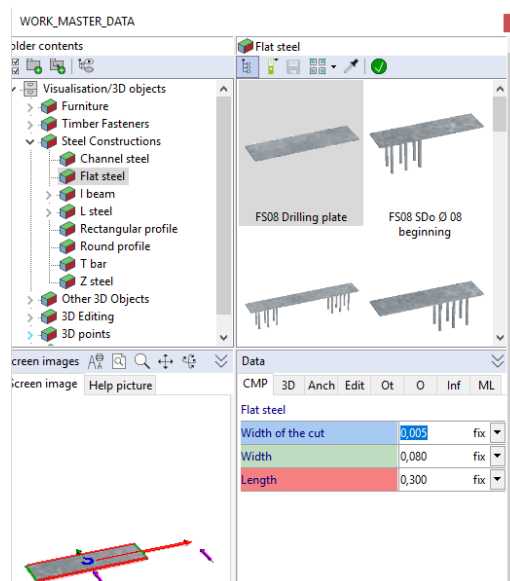 WORK_MASTER_DATA
older contents
Flat steel
Visualisation/3D objects
Furniture
Timber Fasteners
Steel Constructions
Channel steel
Flat steel
I beam
L steel
Rectangular profile
Round profile
T bar
Z steel
Other 3D Objects
3D Editing
3D points
FS08 Drilling plate
FS08 SDo Ø 08
beginning
creen images
Screen image Help picture
Data
CMP 3D Anch Edit Ot O Inf ML
Flat steel
Width of the cut 0,005 fix
Width 0,080 fix
Length 0,300 fix